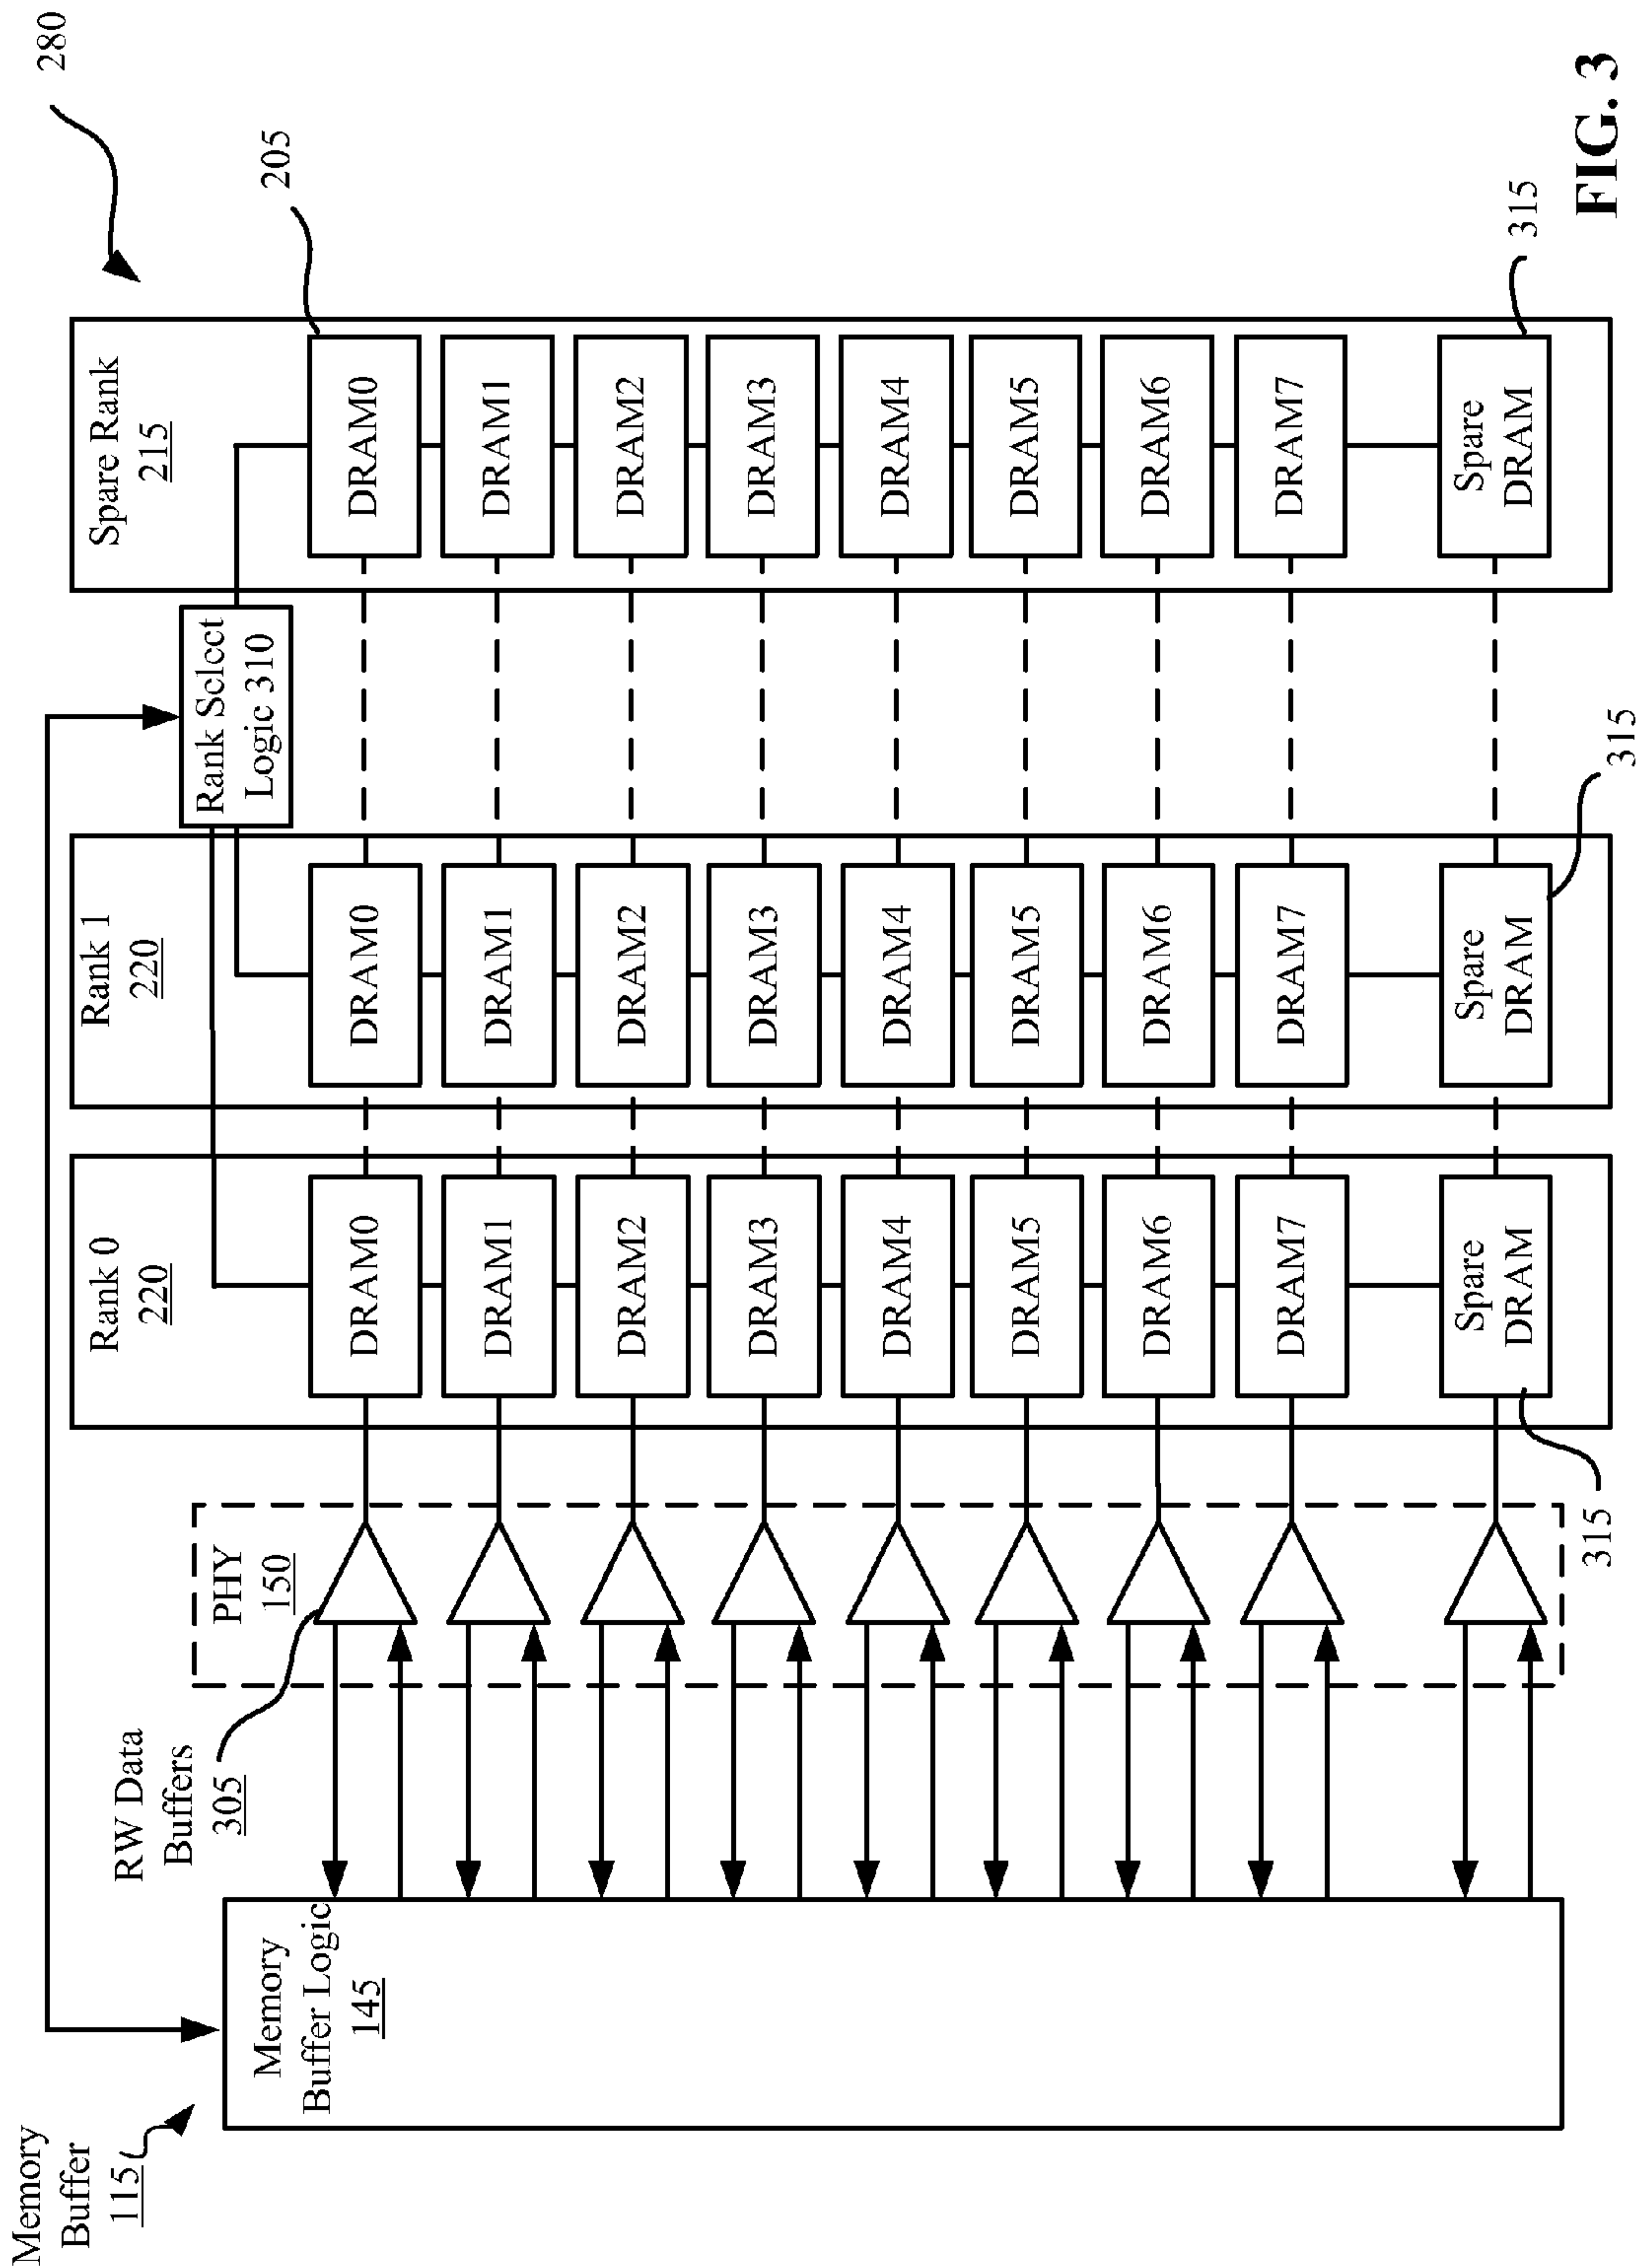 280
Memory
Buffer
115
RW Data
Buffers
305
PHY
150
Rank 0
220
Rank 1
220
Rank Select
Logic 310
Spare Rank
215
205
Memory
Buffer Logic
145
DRAM0
DRAM0
DRAM0
DRAM1
DRAM1
DRAM1
DRAM2
DRAM2
DRAM2
DRAM3
DRAM3
DRAM3
DRAM4
DRAM4
DRAM4
DRAM5
DRAM5
DRAM5
DRAM6
DRAM6
DRAM6
DRAM7
DRAM7
DRAM7
Spare
DRAM
Spare
DRAM
Spare
DRAM
315
315
315
FIG. 3